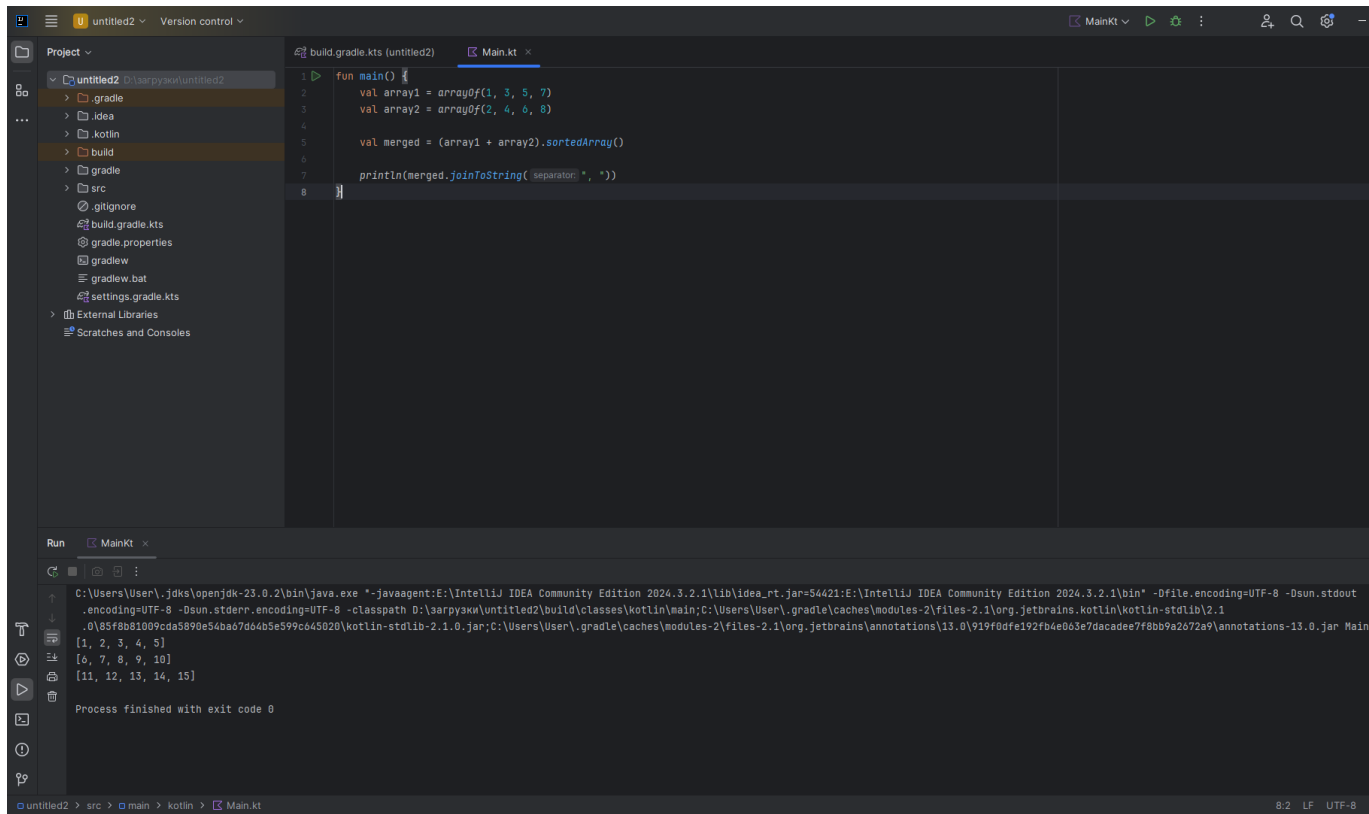 U untitled2 Version control MainKt
Project
build.gradle.kts (untitled2) Main.kt
untitled2 D:\загрузки\untitled2
.gradle
.idea
.kotlin
build
gradle
src
.gitignore
build.gradle.kts
gradle.properties
gradlew
gradlew.bat
settings.gradle.kts
External Libraries
Scratches and Consoles
1 fun main() {
2 val array1 = arrayOf(1, 3, 5, 7)
3 val array2 = arrayOf(2, 4, 6, 8)
4
5 val merged = (array1 + array2).sortedArray()
6
7 println(merged.joinToString( separator: ", "))
8 }
Run MainKt
C:\Users\User\.jdks\openjdk-23.0.2\bin\java.exe "-javaagent:E:\IntelliJ IDEA Community Edition 2024.3.2.1\lib\idea_rt.jar=54421:E:\IntelliJ IDEA Community Edition 2024.3.2.1\bin" -Dfile.encoding=UTF-8 -Dsun.stdout
.encoding=UTF-8 -Dsun.stderr.encoding=UTF-8 -classpath D:\загрузки\untitled2\build\classes\kotlin\main;C:\Users\User\.gradle\caches\modules-2\files-2.1\org.jetbrains.kotlin\kotlin-stdlib\2.1
.0\85f8b81009cda5890e54ba67d64b5e599c645020\kotlin-stdlib-2.1.0.jar;C:\Users\User\.gradle\caches\modules-2\files-2.1\org.jetbrains\annotations\13.0\919f0dfe192fb4e063e7dacadee7f8bb9a2672a9\annotations-13.0.jar Main
[1, 2, 3, 4, 5]
[6, 7, 8, 9, 10]
[11, 12, 13, 14, 15]
Process finished with exit code 0
untitled2 > src > main > kotlin > Main.kt 8:2 LF UTF-8